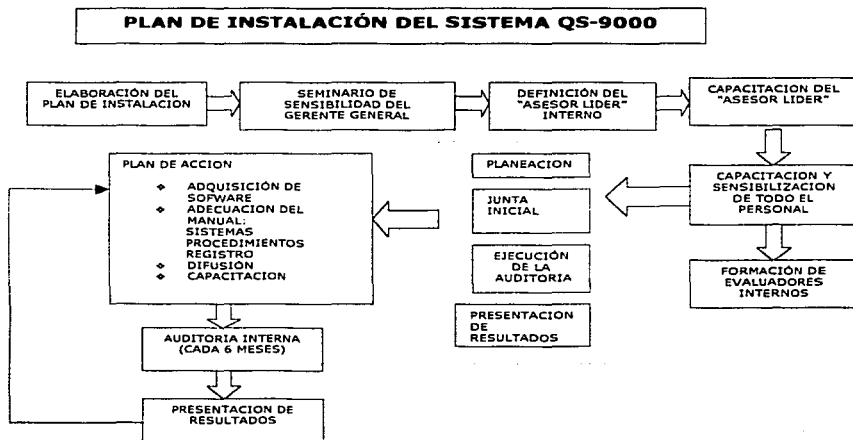 PLAN DE INSTALACIÓN DEL SISTEMA QS-9000
ELABORACIÓN DEL
PLAN DE INSTALACION
SEMINARIO DE
SENSIBILIDAD DEL
GERENTE GENERAL
DEFINICIÓN DEL
"ASESOR LIDER"
INTERNO
CAPACITACION DEL
"ASESOR LIDER"
CAPACITACION Y
SENSIBILIZACION
DE TODO EL
PERSONAL
FORMACIÓN DE
EVALUADORES
INTERNOS
PLANEACION
JUNTA
INICIAL
EJECUCIÓN
DE LA
AUDITORIA
PRESENTACION
DE
RESULTADOS
PLAN DE ACCION
❖ ADQUISICIÓN DE
SOFWARE
❖ ADECUACION DEL
MANUAL:
SISTEMAS
PROCEDIMIENTOS
REGISTRO
❖ DIFUSIÓN
❖ CAPACITACION
AUDITORIA INTERNA
(CADA 6 MESES)
PRESENTACION DE
RESULTADOS